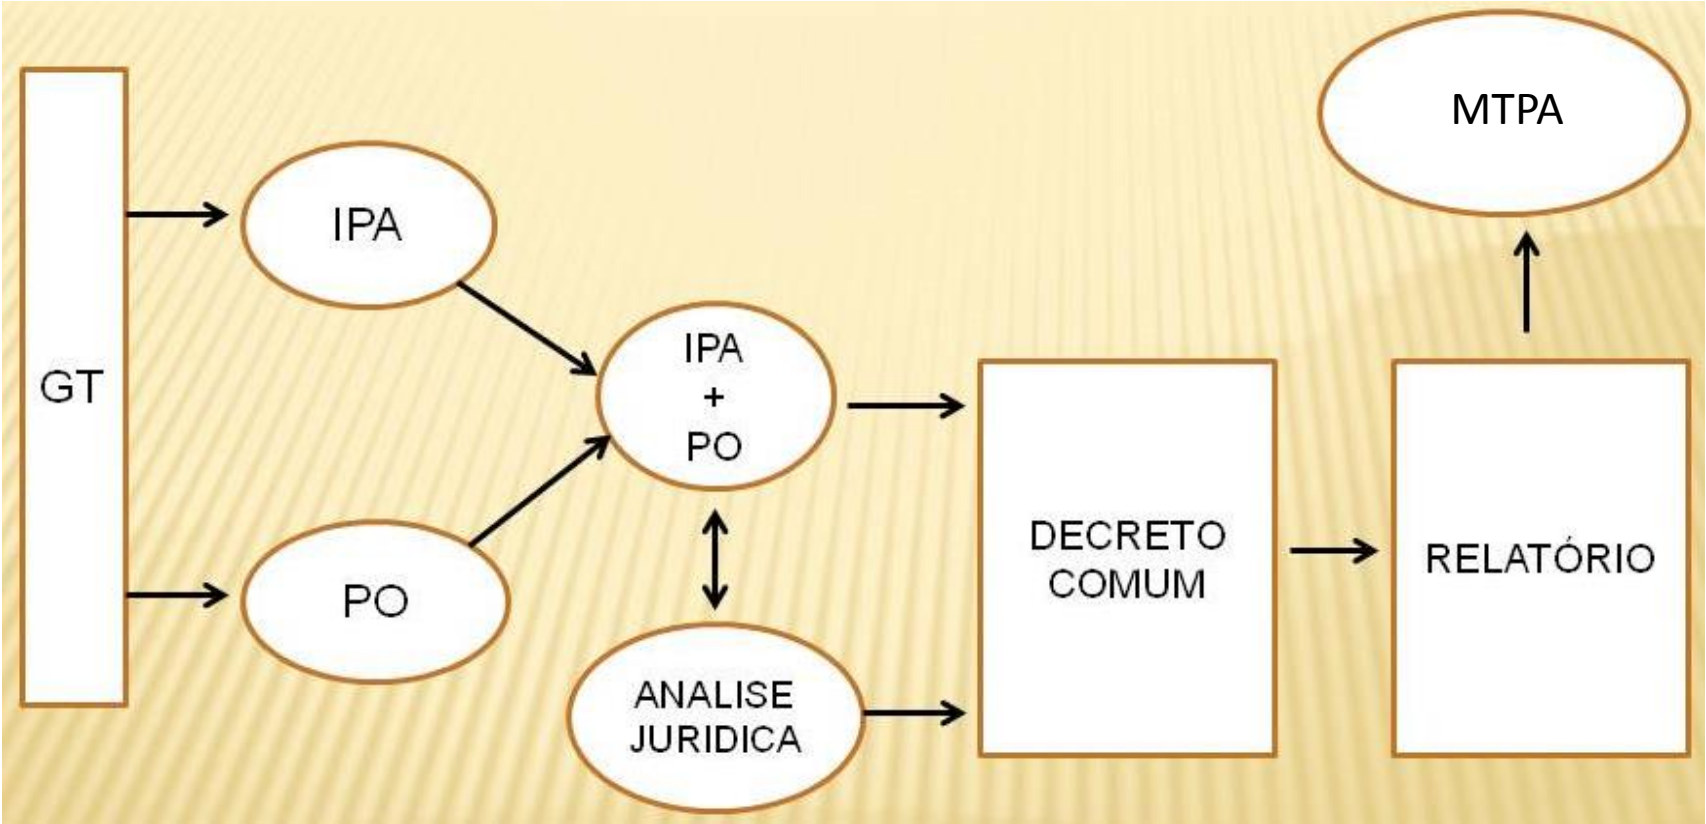 GT
IPA
PO
IPA
+
PO
ANALISE
JURIDICA
DECRETO
COMUM
RELATÓRIO
MTPA